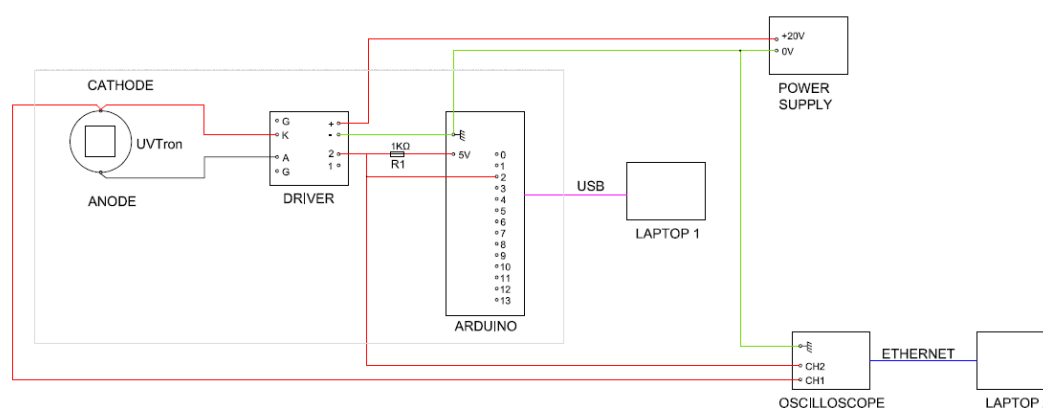 +20V
0V
POWER
SUPPLY
CATHODE
UVTron
ANODE
G
K
A
G
+
-
2
1
DRIVER
1KΩ
R1
5V
0
1
2
3
4
5
6
7
8
9
10
11
12
13
ARDUINO
USB
LAPTOP 1
CH2
CH1
OSCILLOSCOPE
ETHERNET
LAPTOP